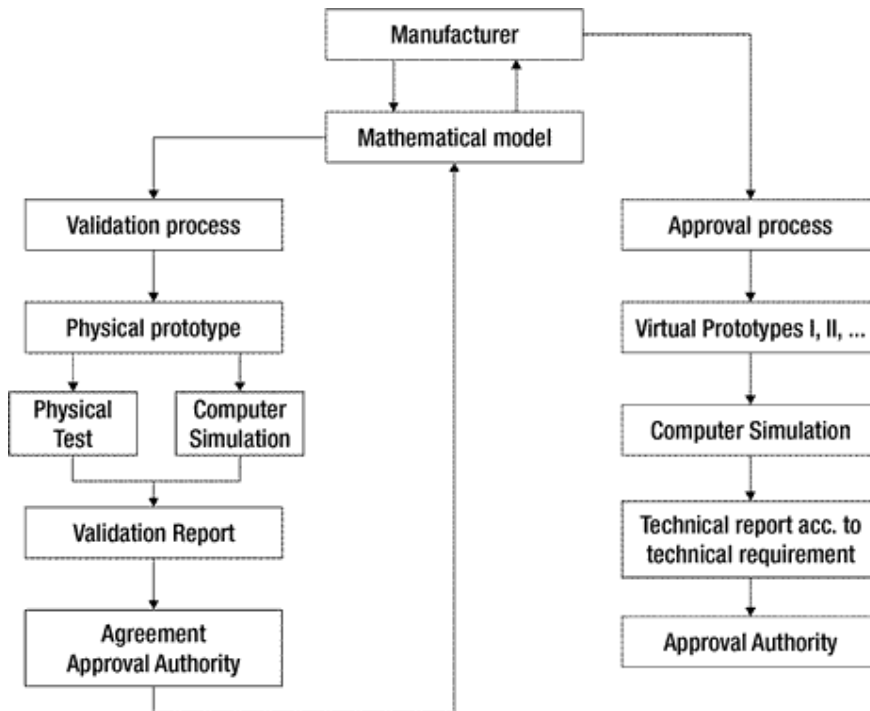 Manufacturer
Mathematical model
Validation process
Physical prototype
Physical
Test
Computer
Simulation
Validation Report
Agreement
Approval Authority
Approval process
Virtual Prototypes I, II, ...
Computer Simulation
Technical report acc. to
technical requirement
Approval Authority